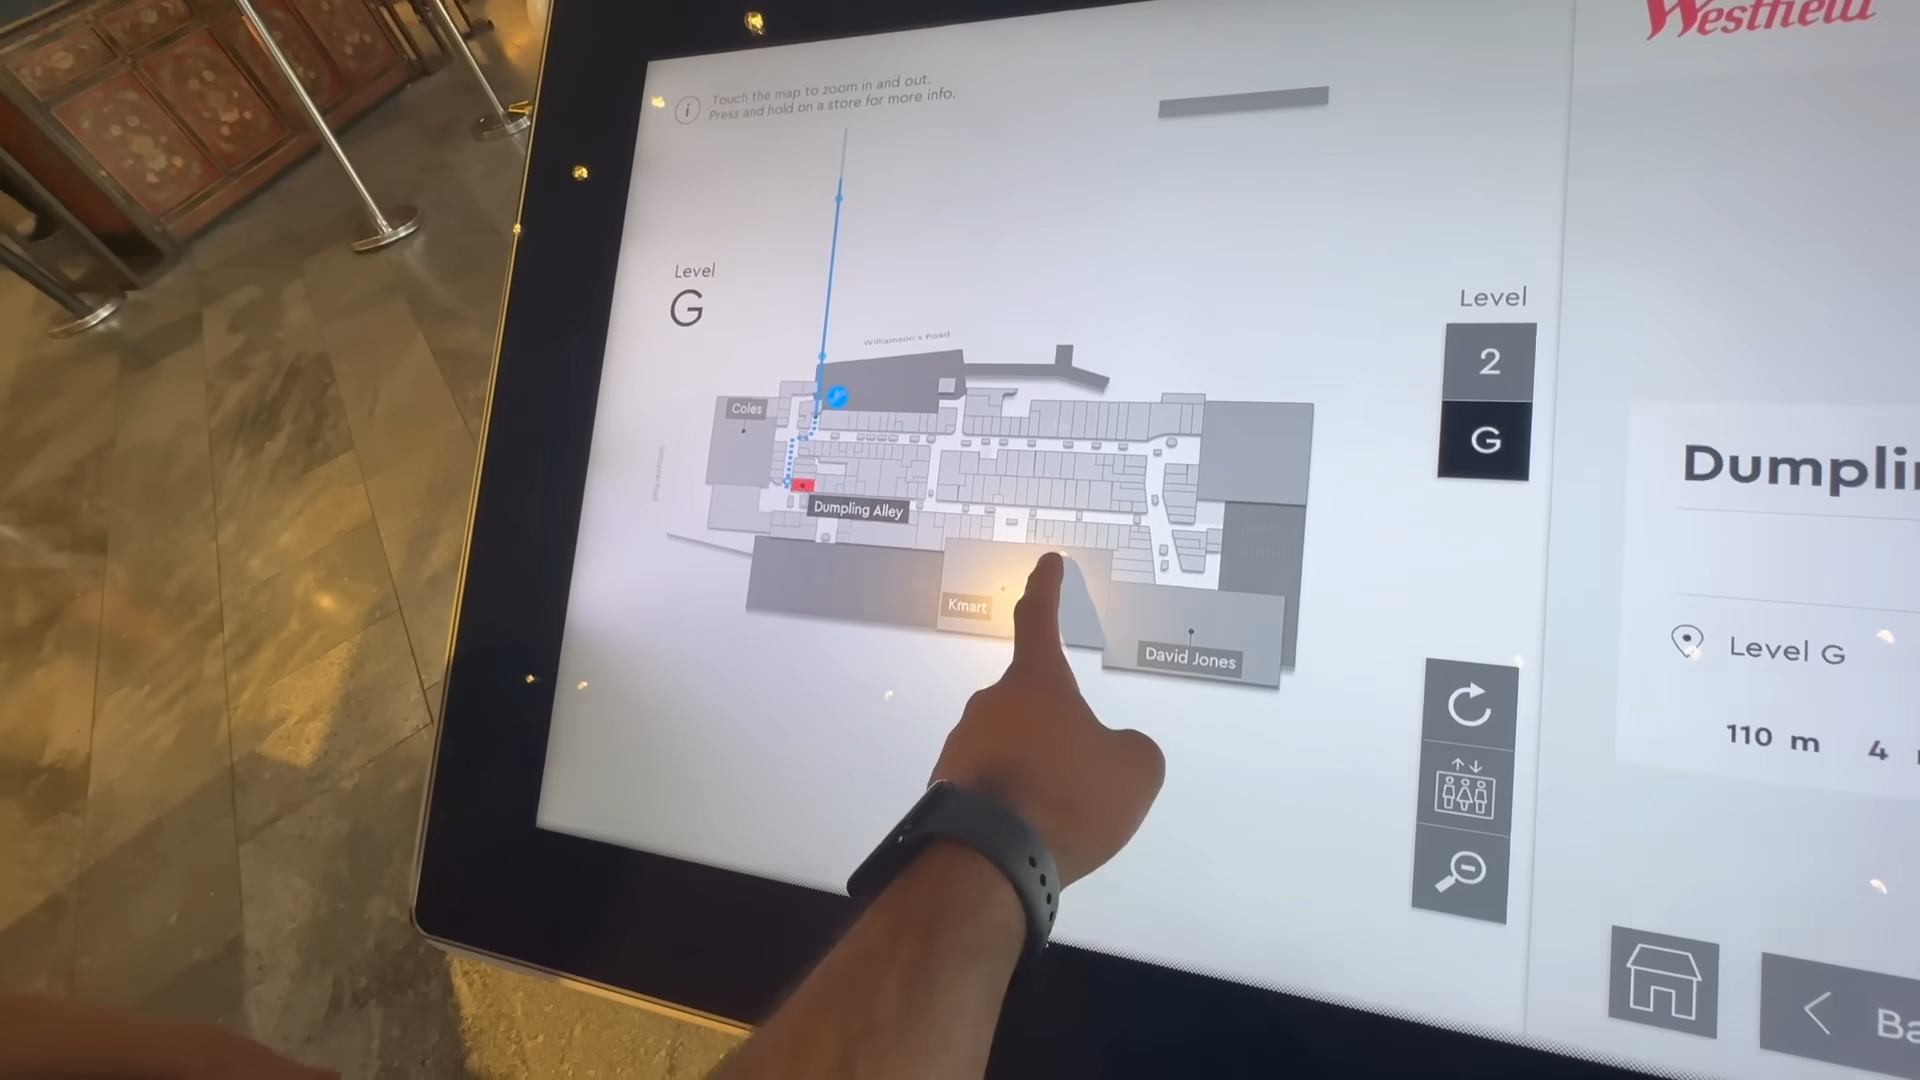 Westfield
Touch the map to zoom in and out.
Press and hold on a store for more info.
Level
G
Williamson's Road
Coles
Dumpling Alley
Kmart
David Jones
Level
2
G
Dumplin
Level G
110 m 4
Ba